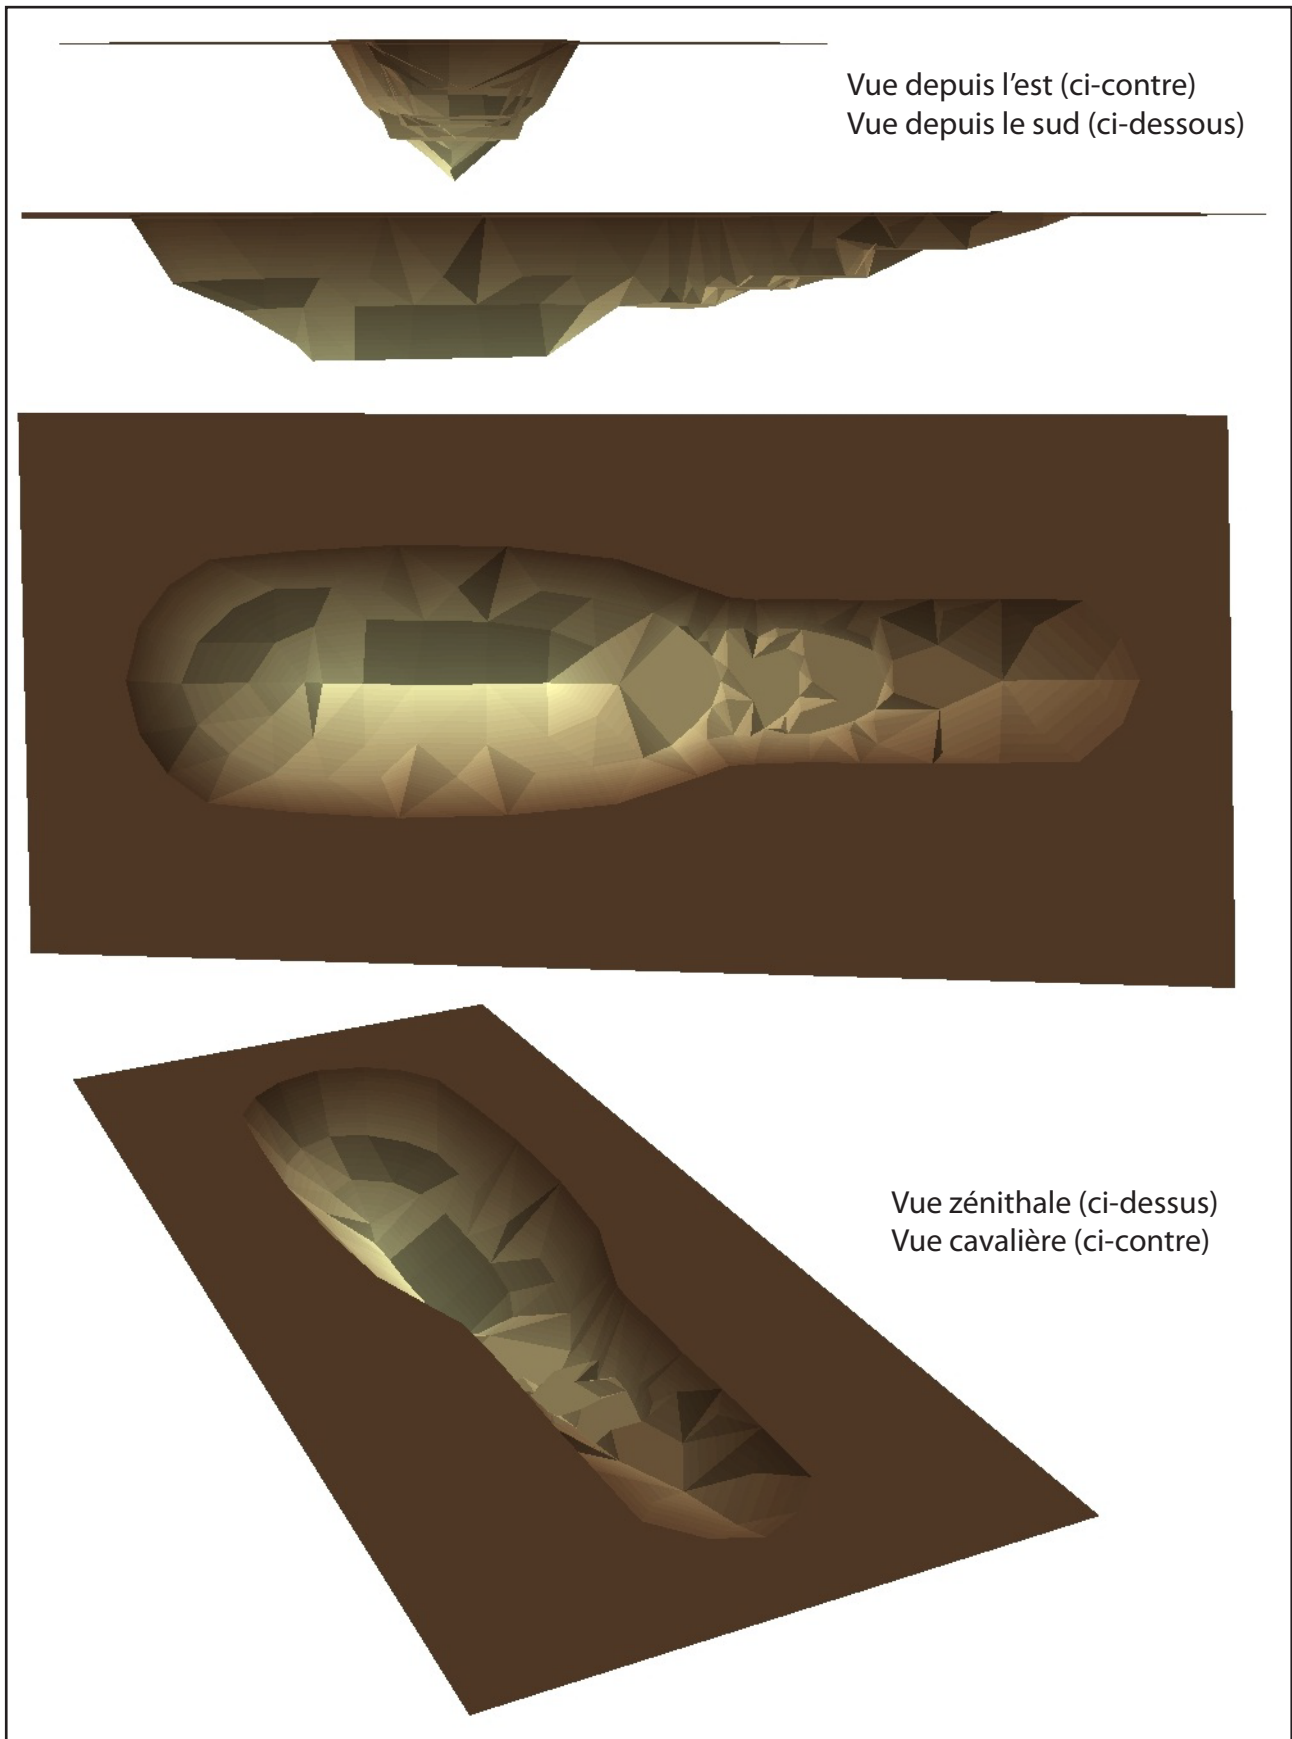 Vue depuis l'est (ci-contre)
Vue depuis le sud (ci-dessous)
Vue zénithale (ci-dessus)
Vue cavalière (ci-contre)